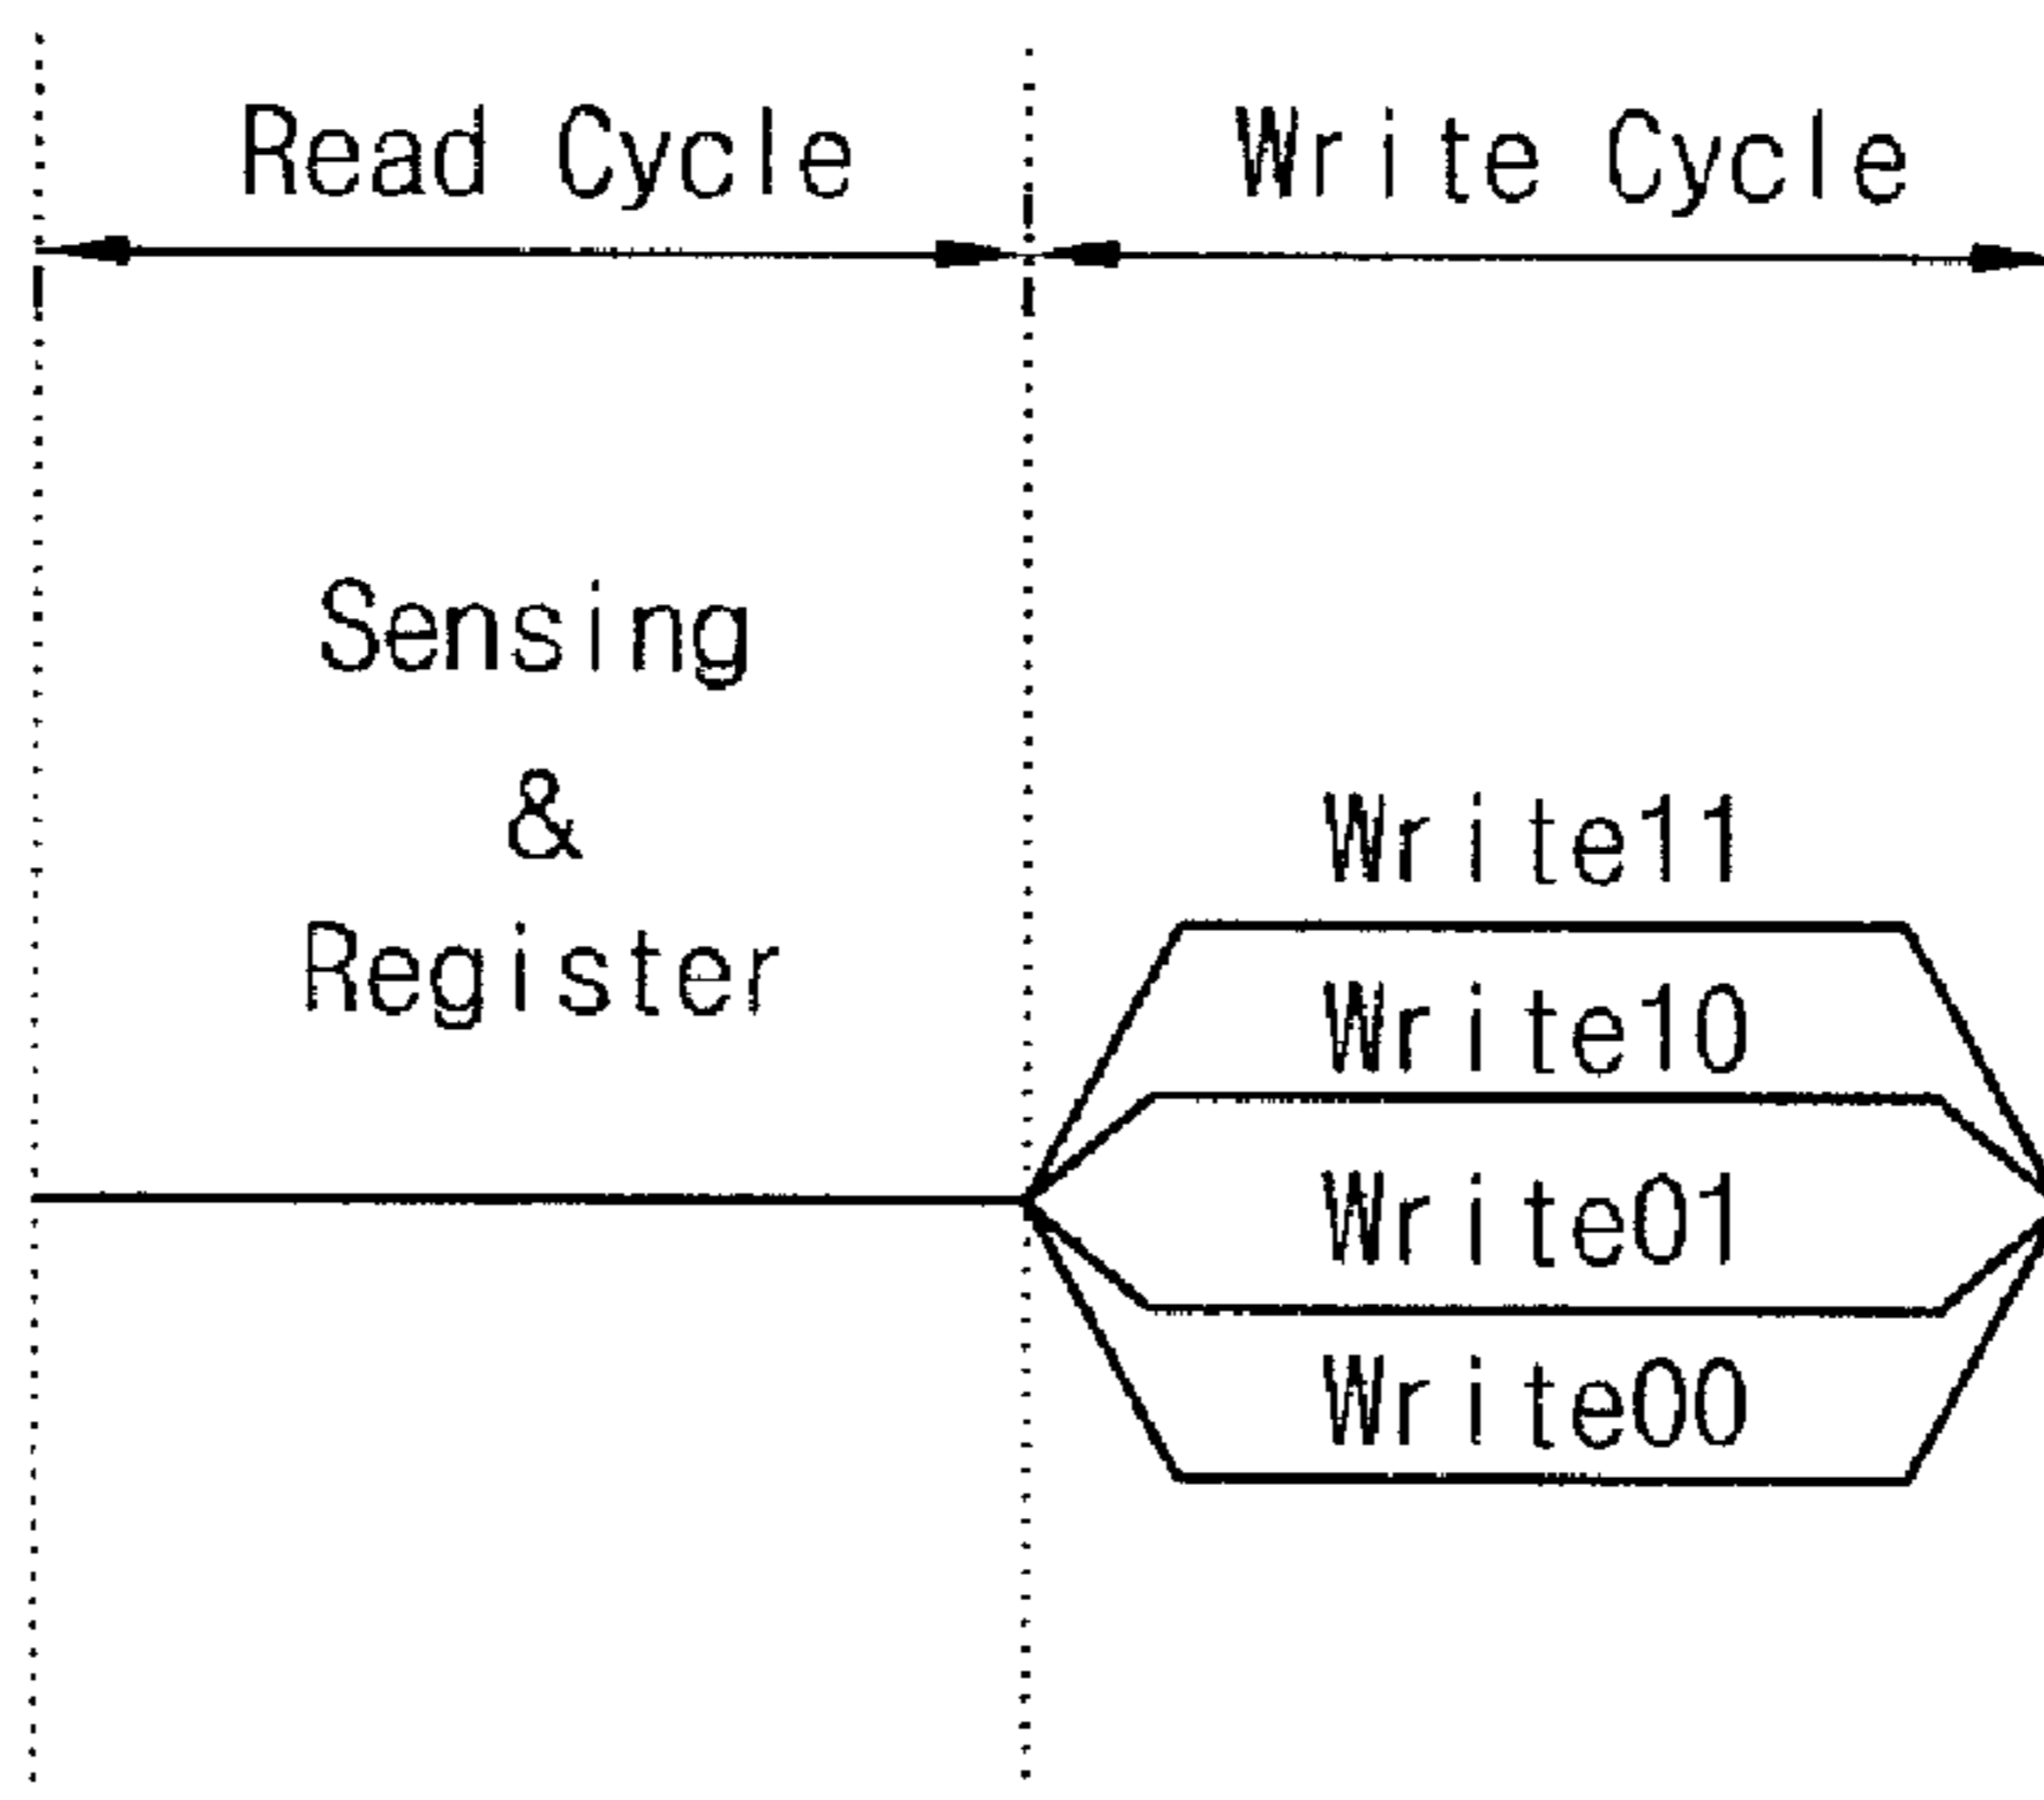 Read Cycle
Write Cycle
Sensing
&
Register
Write11
Write10
Write01
Write00